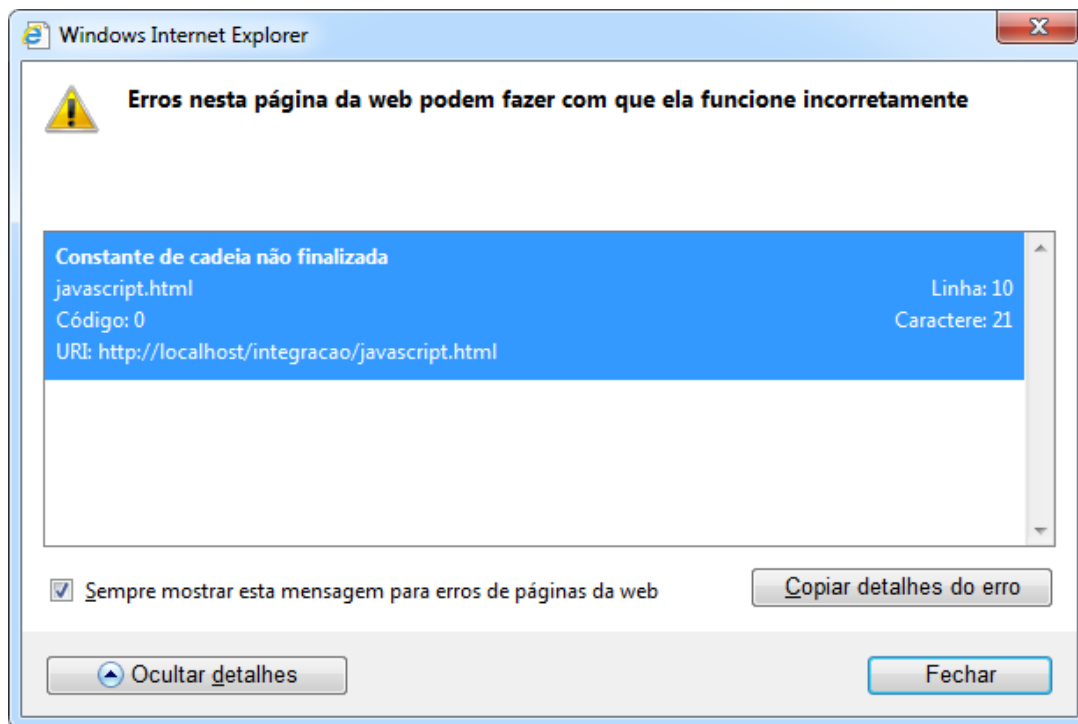 Windows Internet Explorer
Erros nesta página da web podem fazer com que ela funcione incorretamente
Constante de cadeia não finalizada
javascript.html Linha: 10
Código: 0 Caractere: 21
URI: http://localhost/integracao/javascript.html
Sempre mostrar esta mensagem para erros de páginas da web Copiar detalhes do erro
Ocultar detalhes Fechar